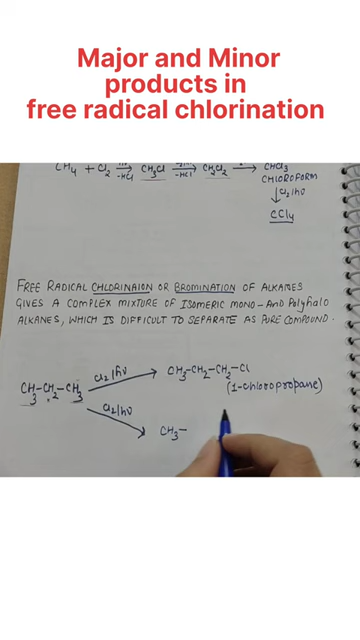 Major and Minor
products in
free radical chlorination
CH4 + Cl2 → CH3Cl → CH2Cl2 → CHCl3
-HCl -HCl
CHLOROFORM
↓Cl2/hν
CCl4
FREE RADICAL CHLORINAION OR BROMINATION OF ALKANES
GIVES A COMPLEX MIXTURE OF ISOMERIC MONO-AND POLYHALO
ALKANES, WHICH IS DIFFICULT TO SEPARATE AS PURE COMPOUND.
Cl2/hν
CH3-CH2-CH2-Cl
CH3-CH2-CH3
(1-chloropropane)
Cl2/hν
CH3-